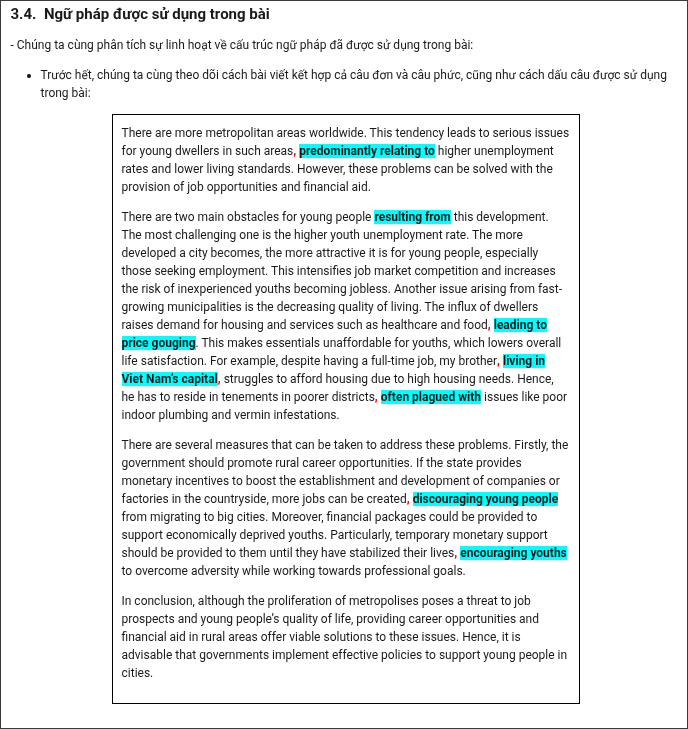 3.4. Ngữ pháp được sử dụng trong bài
- Chúng ta cùng phân tích sự linh hoạt về cấu trúc ngữ pháp đã được sử dụng trong bài:
• Trước hết, chúng ta cùng theo dõi cách bài viết kết hợp cả câu đơn và câu phức, cũng như cách dấu câu được sử dụng
trong bài:
There are more metropolitan areas worldwide. This tendency leads to serious issues
for young dwellers in such areas, predominantly relating to higher unemployment
rates and lower living standards. However, these problems can be solved with the
provision of job opportunities and financial aid.
There are two main obstacles for young people resulting from this development.
The most challenging one is the higher youth unemployment rate. The more
developed a city becomes, the more attractive it is for young people, especially
those seeking employment. This intensifies job market competition and increases
the risk of inexperienced youths becoming jobless. Another issue arising from fast-
growing municipalities is the decreasing quality of living. The influx of dwellers
raises demand for housing and services such as healthcare and food, leading to
price gouging. This makes essentials unaffordable for youths, which lowers overall
life satisfaction. For example, despite having a full-time job, my brother, living in
Viet Nam's capital, struggles to afford housing due to high housing needs. Hence,
he has to reside in tenements in poorer districts, often plagued with issues like poor
indoor plumbing and vermin infestations.
There are several measures that can be taken to address these problems. Firstly, the
government should promote rural career opportunities. If the state provides
monetary incentives to boost the establishment and development of companies or
factories in the countryside, more jobs can be created, discouraging young people
from migrating to big cities. Moreover, financial packages could be provided to
support economically deprived youths. Particularly, temporary monetary support
should be provided to them until they have stabilized their lives, encouraging youths
to overcome adversity while working towards professional goals.
In conclusion, although the proliferation of metropolises poses a threat to job
prospects and young people's quality of life, providing career opportunities and
financial aid in rural areas offer viable solutions to these issues. Hence, it is
advisable that governments implement effective policies to support young people in
cities.